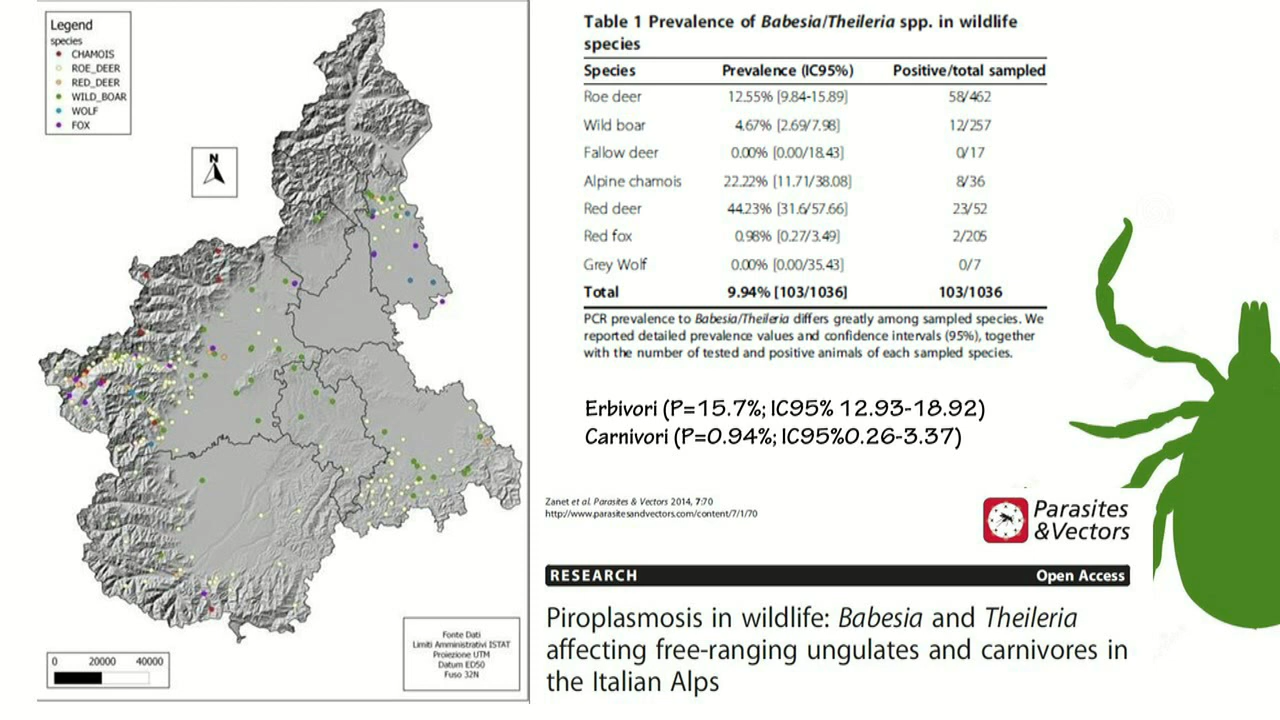 Legend
species
CHAMOIS
ROE_DEER
RED_DEER
WILD_BOAR
WOLF
FOX
N
0 20000 40000
Fonte Dati
Limiti Amministrativi ISTAT
Proiezione UTM
Datum ED50
Fuso 32N
Table 1 Prevalence of Babesia/Theileria spp. in wildlife
species
Species Prevalence (IC95%) Positive/total sampled
Roe deer 12.55% [9.84-15.89] 58/462
Wild boar 4.67% [2.69/7.98] 12/257
Fallow deer 0.00% [0.00/18.43] 0/17
Alpine chamois 22.22% [11.71/38.08] 8/36
Red deer 44.23% [31.6/57.66] 23/52
Red fox 0.98% [0.27/3.49] 2/205
Grey Wolf 0.00% [0.00/35.43] 0/7
Total 9.94% [103/1036] 103/1036
PCR prevalence to Babesia/Theileria differs greatly among sampled species. We
reported detailed prevalence values and confidence intervals (95%), together
with the number of tested and positive animals of each sampled species.
Erbivori (P=15.7%; IC95% 12.93-18.92)
Carnivori (P=0.94%; IC95%0.26-3.37)
Zanet et al. Parasites & Vectors 2014, 7:70
http://www.parasitesandvectors.com/content/7/1/70
Parasites
&Vectors
RESEARCH Open Access
Piroplasmosis in wildlife: Babesia and Theileria
affecting free-ranging ungulates and carnivores in
the Italian Alps